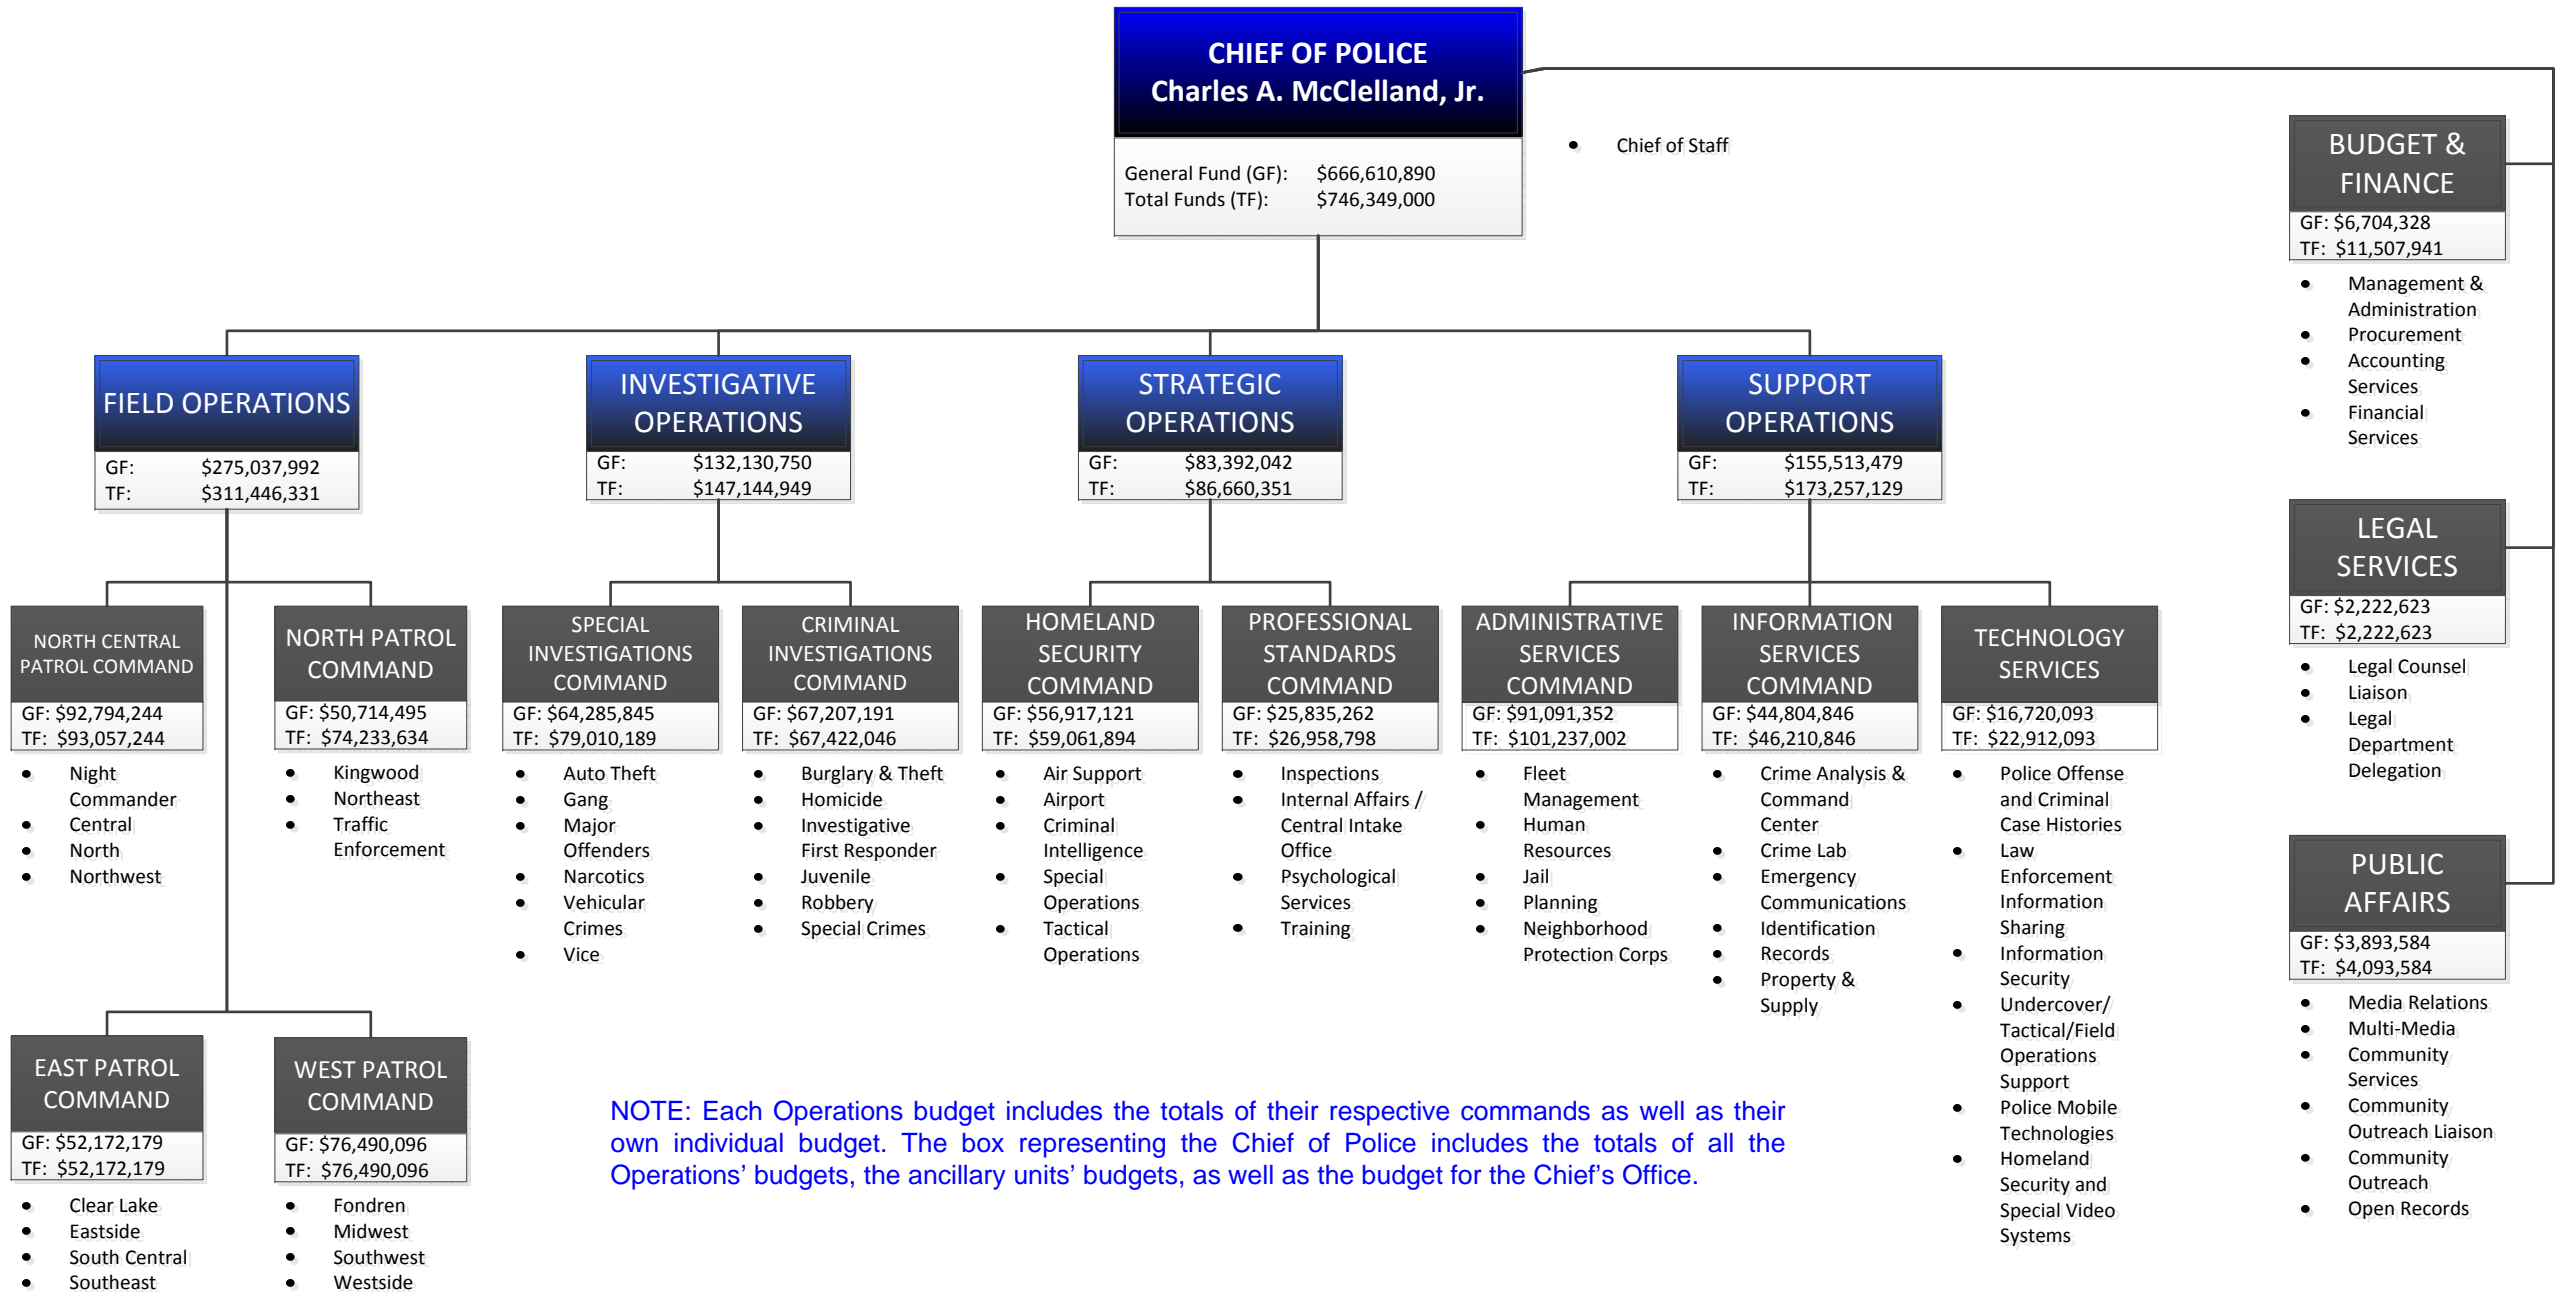 CHIEF OF POLICE
Charles A. McClelland, Jr.
General Fund (GF): $666,610,890
Total Funds (TF): $746,349,000
• Chief of Staff
FIELD OPERATIONS
GF: $275,037,992
TF: $311,446,331
INVESTIGATIVE
OPERATIONS
GF: $132,130,750
TF: $147,144,949
STRATEGIC
OPERATIONS
GF: $83,392,042
TF: $86,660,351
SUPPORT
OPERATIONS
GF: $155,513,479
TF: $173,257,129
NORTH CENTRAL
PATROL COMMAND
GF: $92,794,244
TF: $93,057,244
• Night
Commander
• Central
• North
• Northwest
NORTH PATROL
COMMAND
GF: $50,714,495
TF: $74,233,634
• Kingwood
• Northeast
• Traffic
Enforcement
EAST PATROL
COMMAND
GF: $52,172,179
TF: $52,172,179
• Clear Lake
• Eastside
• South Central
• Southeast
WEST PATROL
COMMAND
GF: $76,490,096
TF: $76,490,096
• Fondren
• Midwest
• Southwest
• Westside
SPECIAL
INVESTIGATIONS
COMMAND
GF: $64,285,845
TF: $79,010,189
• Auto Theft
• Gang
• Major
Offenders
• Narcotics
• Vehicular
Crimes
• Vice
CRIMINAL
INVESTIGATIONS
COMMAND
GF: $67,207,191
TF: $67,422,046
• Burglary & Theft
• Homicide
• Investigative
First Responder
• Juvenile
• Robbery
• Special Crimes
HOMELAND
SECURITY
COMMAND
GF: $56,917,121
TF: $59,061,894
• Air Support
• Airport
• Criminal
Intelligence
• Special
Operations
• Tactical
Operations
PROFESSIONAL
STANDARDS
COMMAND
GF: $25,835,262
TF: $26,958,798
• Inspections
• Internal Affairs /
Central Intake
Office
• Psychological
Services
• Training
ADMINISTRATIVE
SERVICES
COMMAND
GF: $91,091,352
TF: $101,237,002
• Fleet
Management
• Human
Resources
• Jail
• Planning
• Neighborhood
Protection Corps
INFORMATION
SERVICES
COMMAND
GF: $44,804,846
TF: $46,210,846
• Crime Analysis &
Command
Center
• Crime Lab
• Emergency
Communications
• Identification
• Records
• Property &
Supply
TECHNOLOGY
SERVICES
GF: $16,720,093
TF: $22,912,093
• Police Offense
and Criminal
Case Histories
• Law
Enforcement
Information
Sharing
• Information
Security
• Undercover/
Tactical/Field
Operations
Support
• Police Mobile
Technologies
• Homeland
Security and
Special Video
Systems
BUDGET &
FINANCE
GF: $6,704,328
TF: $11,507,941
• Management &
Administration
• Procurement
• Accounting
Services
• Financial
Services
LEGAL
SERVICES
GF: $2,222,623
TF: $2,222,623
• Legal Counsel
• Liaison
• Legal
Department
Delegation
PUBLIC
AFFAIRS
GF: $3,893,584
TF: $4,093,584
• Media Relations
• Multi-Media
• Community
Services
• Community
Outreach Liaison
• Community
Outreach
• Open Records
NOTE: Each Operations budget includes the totals of their respective commands as well as their
own individual budget. The box representing the Chief of Police includes the totals of all the
Operations’ budgets, the ancillary units’ budgets, as well as the budget for the Chief’s Office.